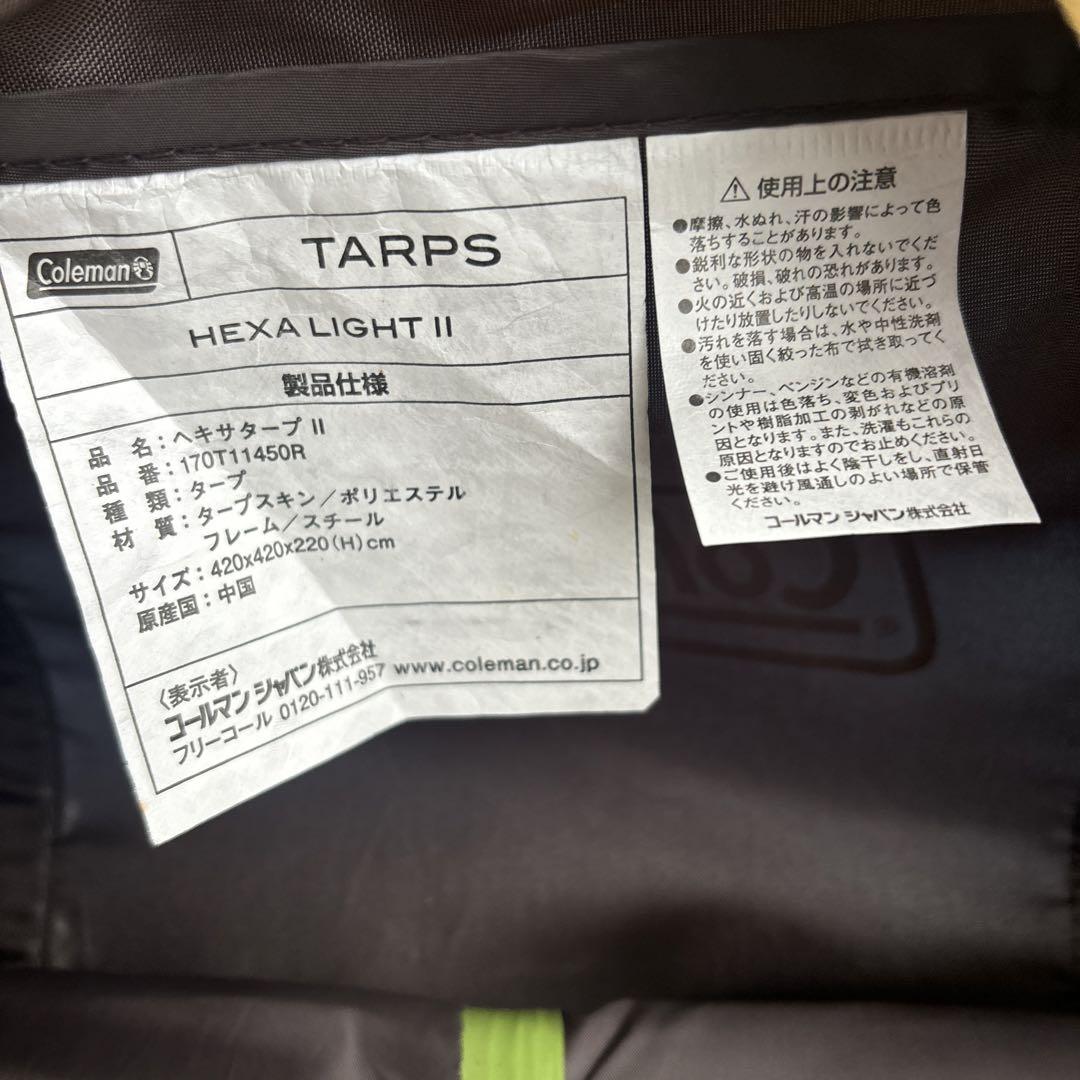 Coleman
TARPS
HEXA LIGHT II
製品仕様
品 名：ヘキサタープ II
品 番：170T11450R
種 類：タープ
材 質：タープスキン／ポリエステル
フレーム／スチール
サイズ：420x420x220(H)cm
原産国：中国
〈表示者〉
コールマン ジャパン株式会社
フリーコール 0120-111-957 www.coleman.co.jp
⚠ 使用上の注意
●摩擦、水ぬれ、汗の影響によって色
落ちすることがあります。
●鋭利な形状の物を入れないでくだ
さい。破損、破れの恐れがあります。
●火の近くおよび高温の場所に近づ
けたり放置したりしないでください。
●汚れを落す場合は、水や中性洗剤
を使い固く絞った布で拭き取ってく
ださい。
●シンナー、ベンジンなどの有機溶剤
の使用は色落ち、変色およびプリ
ントや樹脂加工の剥がれなどの原
因となります。また、洗濯もこれらの
原因となりますのでお止めください。
●ご使用後はよく陰干しをし、直射日
光を避け風通しのよい場所で保管
ください。
コールマン ジャパン株式会社